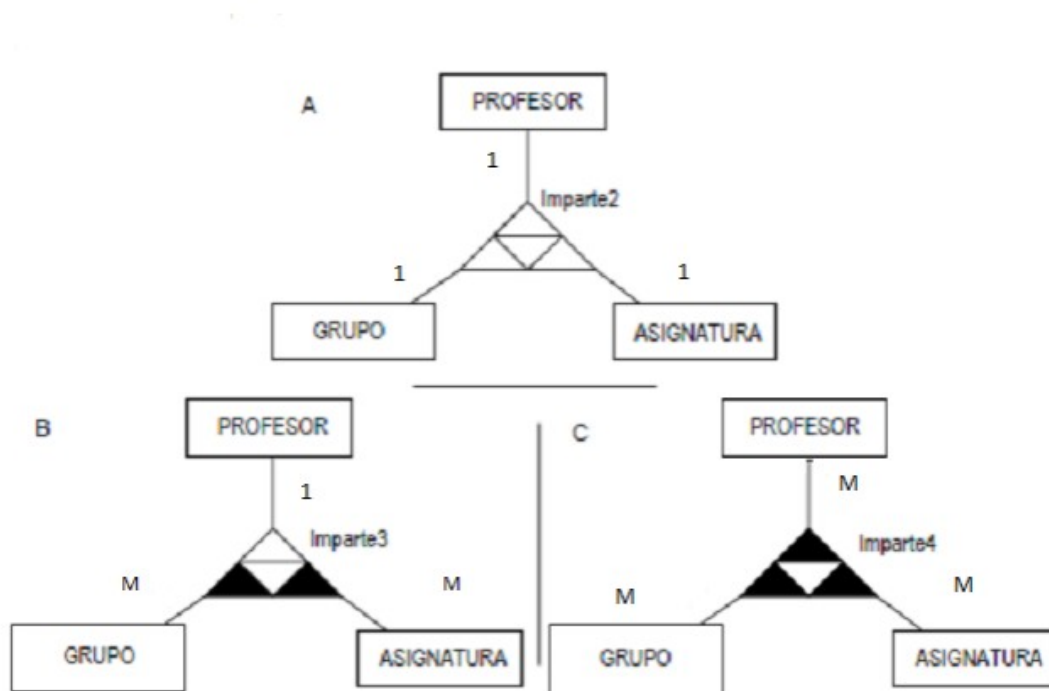 A
PROFESOR
1
Imparte2
1
1
GRUPO
ASIGNATURA
B
PROFESOR
1
Imparte3
M
M
GRUPO
ASIGNATURA
C
PROFESOR
M
Imparte4
M
M
GRUPO
ASIGNATURA